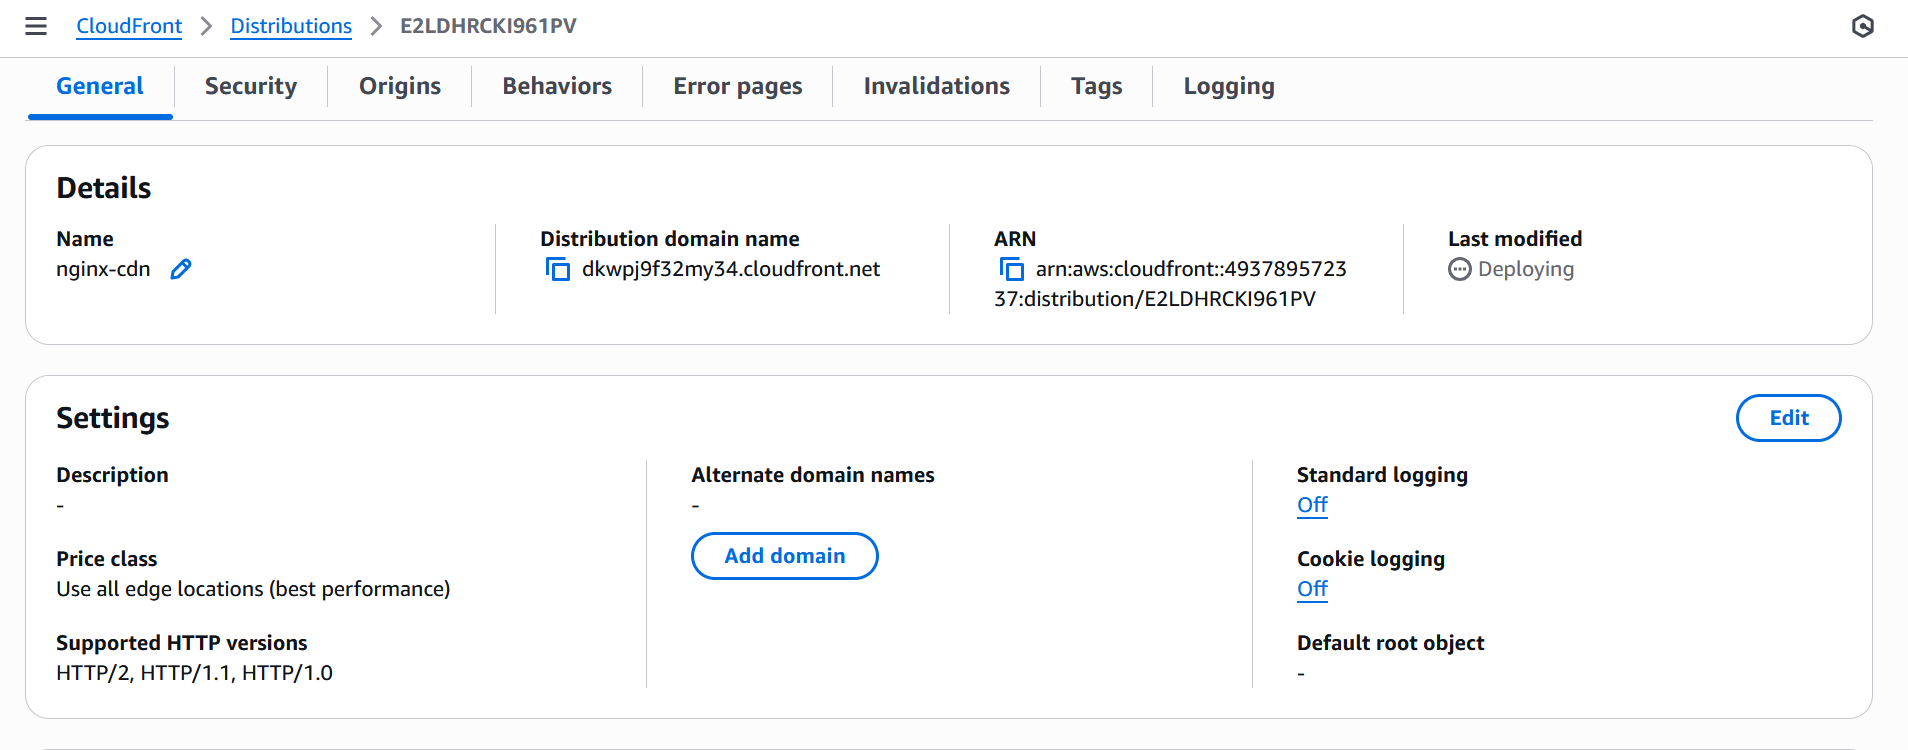 CloudFront > Distributions > E2LDHRCKI961PV
General Security Origins Behaviors Error pages Invalidations Tags Logging
Details
Name
nginx-cdn
Distribution domain name
dkwpj9f32my34.cloudfront.net
ARN
arn:aws:cloudfront::4937895723
37:distribution/E2LDHRCKI961PV
Last modified
Deploying
Settings
Edit
Description
-
Price class
Use all edge locations (best performance)
Supported HTTP versions
HTTP/2, HTTP/1.1, HTTP/1.0
Alternate domain names
-
Add domain
Standard logging
Off
Cookie logging
Off
Default root object
-